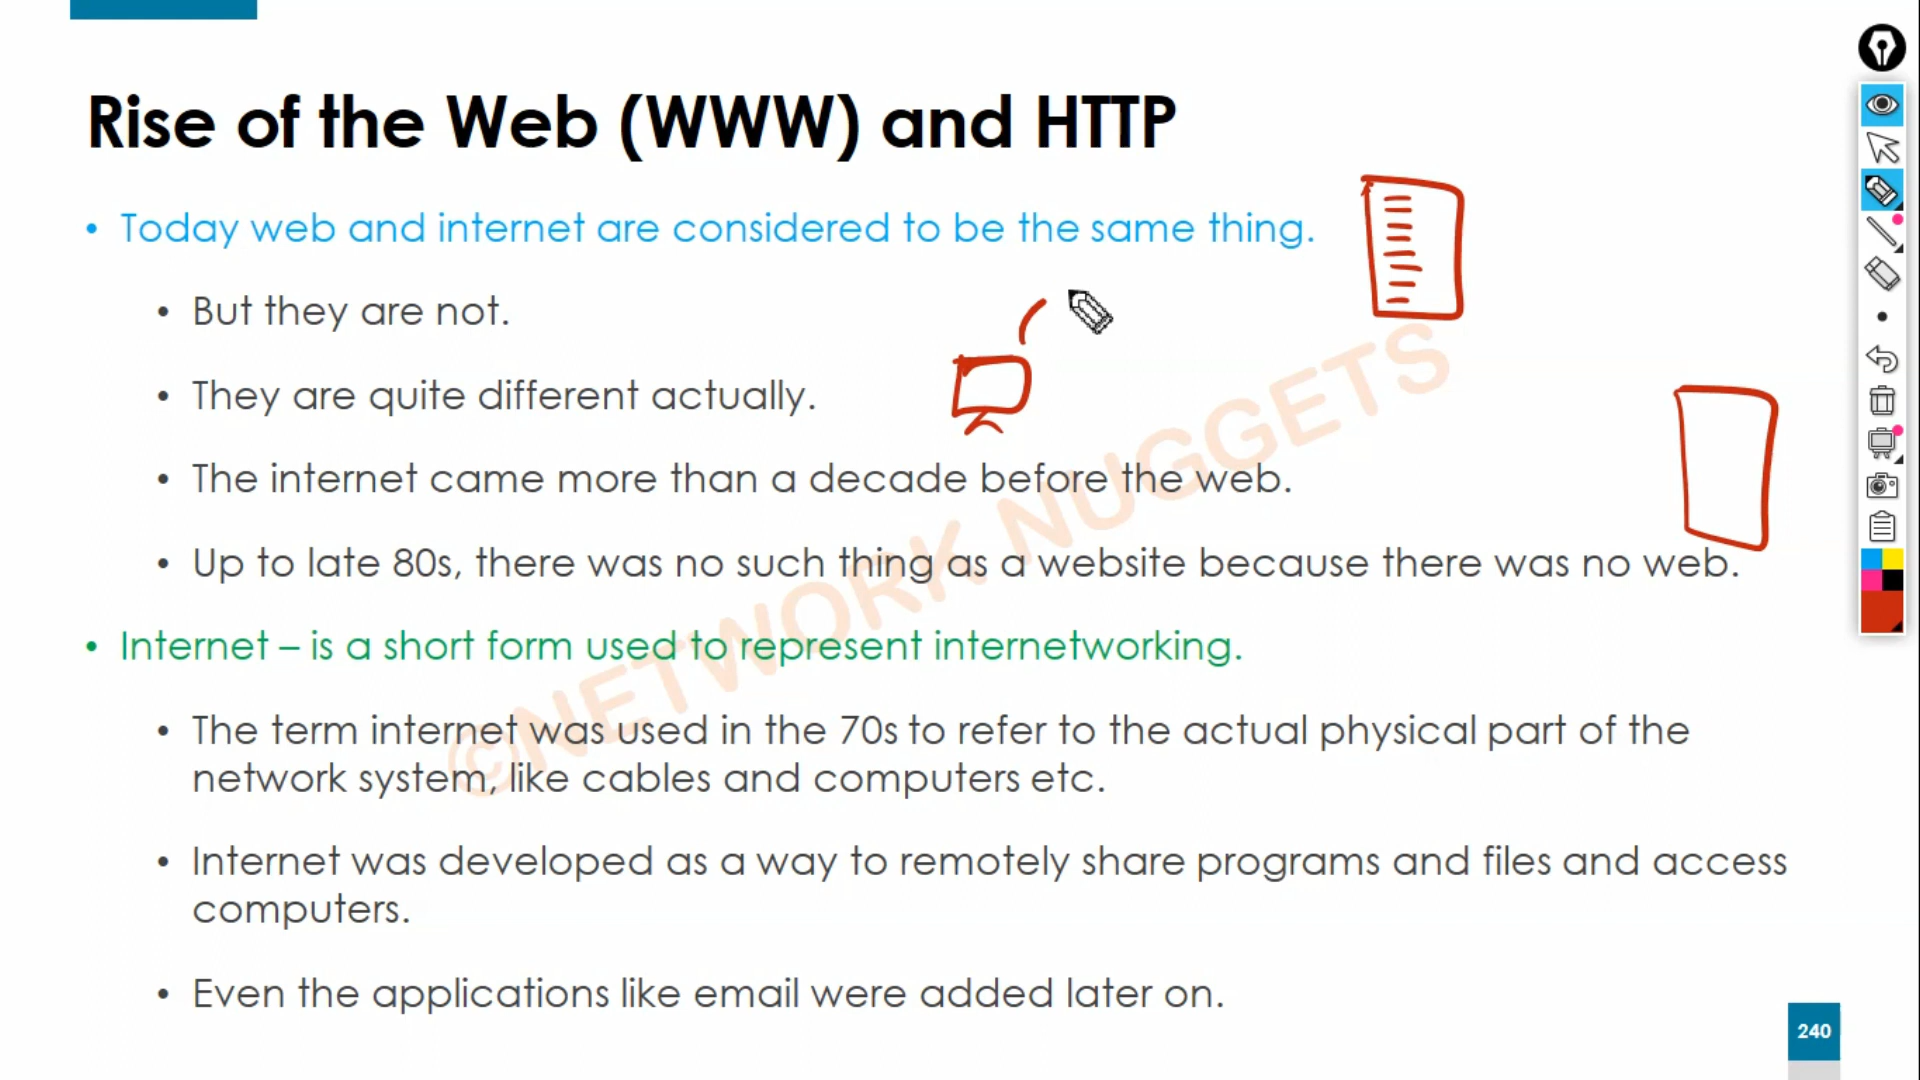 Rise of the Web (WWW) and HTTP
• Today web and internet are considered to be the same thing.
• But they are not.
• They are quite different actually.
• The internet came more than a decade before the web.
• Up to late 80s, there was no such thing as a website because there was no web.
• Internet – is a short form used to represent internetworking.
• The term internet was used in the 70s to refer to the actual physical part of the
network system, like cables and computers etc.
• Internet was developed as a way to remotely share programs and files and access
computers.
• Even the applications like email were added later on.
©NETWORK NUGGETS
240